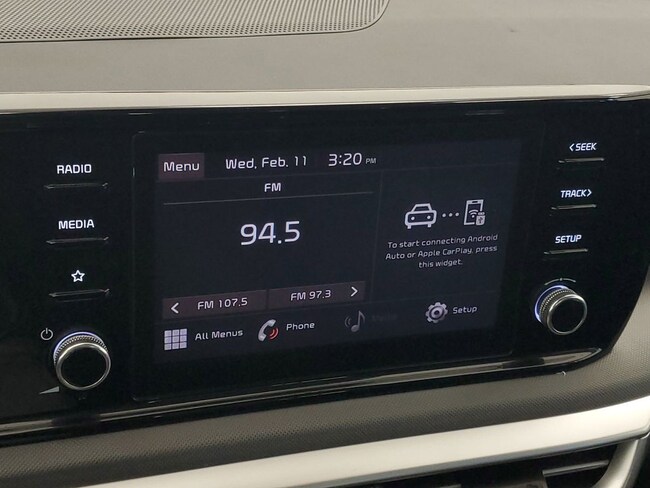 RADIO
MEDIA
Menu Wed, Feb. 11 3:20 PM
FM
94.5
< FM 107.5 FM 97.3 >
To start connecting Android
Auto or Apple CarPlay, press
this widget.
All Menus Phone Setup
< SEEK
TRACK >
SETUP